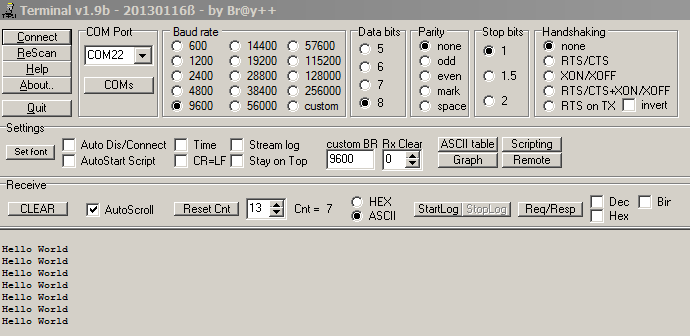 Terminal v1.9b - 20130116ß - by Br@y++
Connect
ReScan
Help
About..
Quit
COM Port
COM22
COMs
Baud rate
600 14400 57600
1200 19200 115200
2400 28800 128000
4800 38400 256000
9600 56000 custom
Data bits
5
6
7
8
Parity
none
odd
even
mark
space
Stop bits
1
1.5
2
Handshaking
none
RTS/CTS
XON/XOFF
RTS/CTS+XON/XOFF
RTS on TX invert
Settings
Set font
Auto Dis/Connect Time Stream log
AutoStart Script CR=LF Stay on Top
custom BR Rx Clear
9600 0
ASCII table Scripting
Graph Remote
Receive
CLEAR AutoScroll Reset Cnt 13 Cnt = 7
HEX
ASCII
StartLog StopLog Req/Resp
Dec Bin
Hex
Hello World
Hello World
Hello World
Hello World
Hello World
Hello World
Hello World